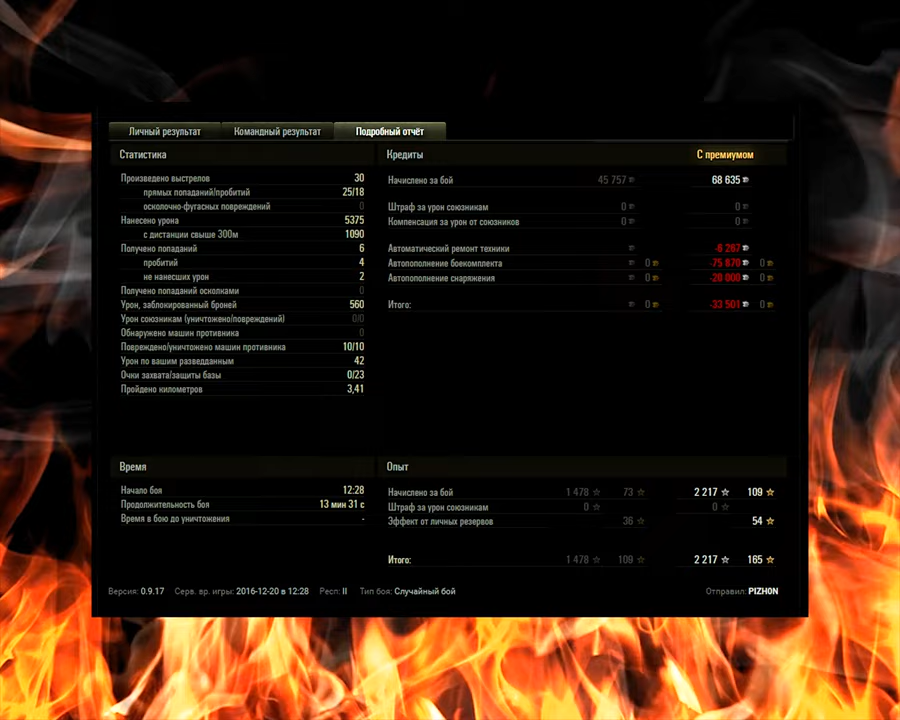 Личный результат Командный результат Подробный отчёт
Статистика
Произведено выстрелов 30
прямых попаданий/пробитий 25/18
осколочно-фугасных повреждений 0
Нанесено урона 5375
с дистанции свыше 300м 1090
Получено попаданий 6
пробитий 4
не нанесших урон 2
Получено попаданий осколками 0
Урон, заблокированный броней 560
Урон союзникам (уничтожено/повреждений) 0/0
Обнаружено машин противника 0
Повреждено/уничтожено машин противника 10/10
Урон по вашим разведданным 42
Очки захвата/защиты базы 0/23
Пройдено километров 3,41
Кредиты С премиумом
Начислено за бой 45 757 68 635
Штраф за урон союзникам 0 0
Компенсация за урон от союзников 0 0
Автоматический ремонт техники -6 267
Автопополнение боекомплекта 0 -75 870 0
Автопополнение снаряжения 0 -20 000 0
Итого: 0 -33 501 0
Время
Начало боя 12:28
Продолжительность боя 13 мин 31 с
Время в бою до уничтожения -
Опыт
Начислено за бой 1 478 73 2 217 109
Штраф за урон союзникам 0 0
Эффект от личных резервов 36 54
Итого: 1 478 109 2 217 165
Версия: 0.9.17 Серв. вр. игры: 2016-12-20 в 12:28 Респ: II Тип боя: Случайный бой Отправил: PIZH0N